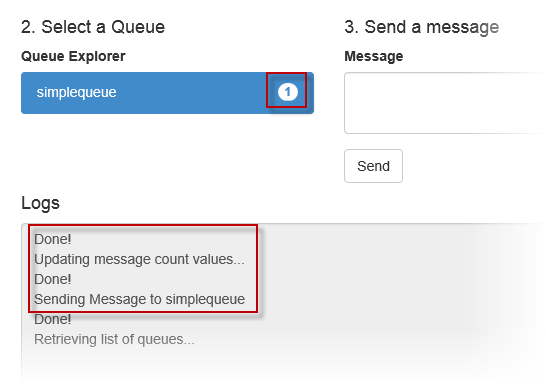 2. Select a Queue
Queue Explorer
simplequeue 1
3. Send a message
Message
Send
Logs
Done!
Updating message count values...
Done!
Sending Message to simplequeue
Done!
Retrieving list of queues...